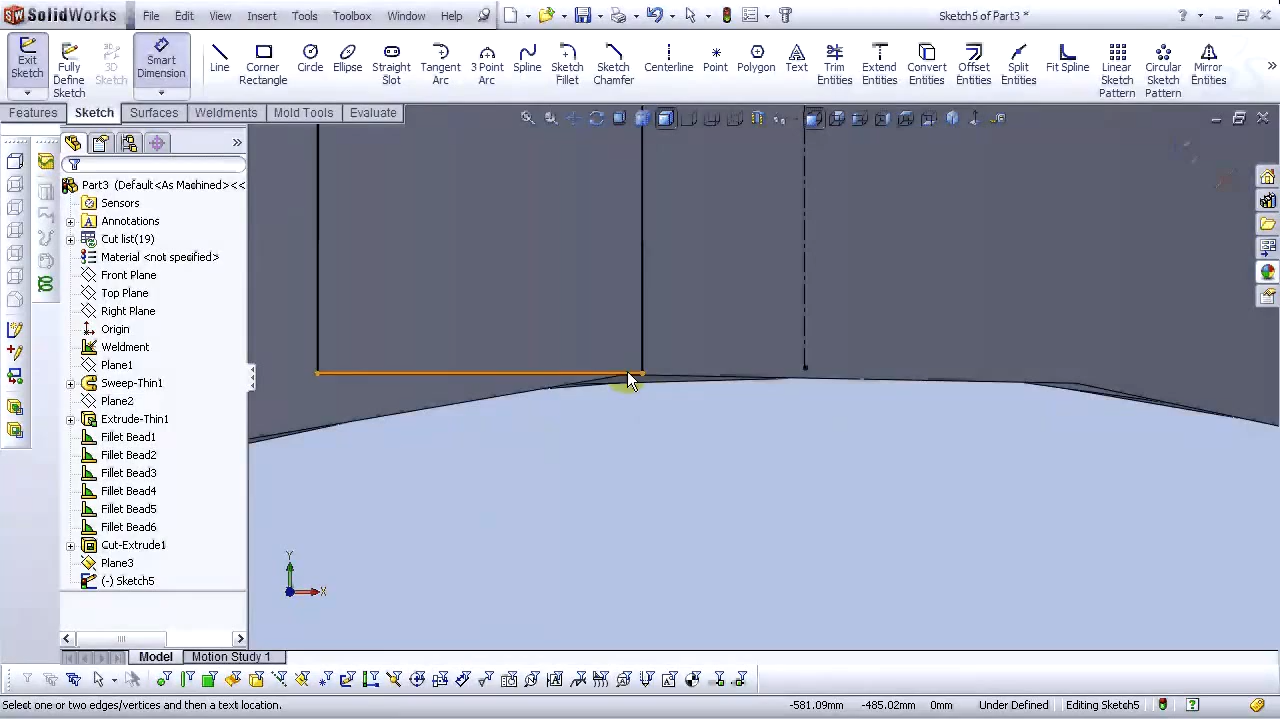 SolidWorks File Edit View Insert Tools Toolbox Window Help Sketch5 of Part3 *
Exit Sketch
Fully Define Sketch
3D Sketch
Smart Dimension
Line
Corner Rectangle
Circle
Ellipse
Straight Slot
Tangent Arc
3 Point Arc
Spline
Sketch Fillet
Sketch Chamfer
Centerline
Point
Polygon
Text
Trim Entities
Extend Entities
Convert Entities
Offset Entities
Split Entities
Fit Spline
Linear Sketch Pattern
Circular Sketch Pattern
Mirror Entities
Features Sketch Surfaces Weldments Mold Tools Evaluate
Part3 (Default<As Machined><<
Sensors
Annotations
Cut list(19)
Material <not specified>
Front Plane
Top Plane
Right Plane
Origin
Weldment
Plane1
Sweep-Thin1
Plane2
Extrude-Thin1
Fillet Bead1
Fillet Bead2
Fillet Bead3
Fillet Bead4
Fillet Bead5
Fillet Bead6
Cut-Extrude1
Plane3
(-) Sketch5
Y
X
Model Motion Study 1
Select one or two edges/vertices and then a text location. -581.09mm -485.02mm 0mm Under Defined Editing Sketch5